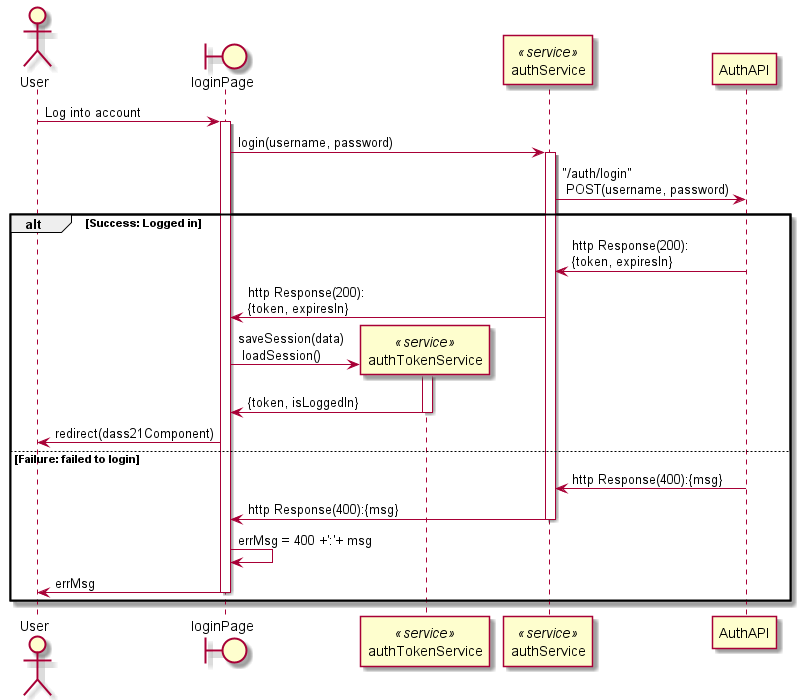 « service»
authService
AuthAPI
User
loginPage
Log into account
login(username, password)
"/auth/login"
POST(username, password)
alt
[Success: Logged in]
http Response(200):
{token, expiresIn}
http Response(200):
{token, expiresIn}
saveSession(data)
loadSession()
« service»
authTokenService
{token, isLoggedIn}
redirect(dass21Component)
[Failure: failed to login]
http Response(400):{msg}
http Response(400):{msg}
errMsg = 400 +':'+ msg
errMsg
User
loginPage
« service»
authTokenService
« service»
authService
AuthAPI